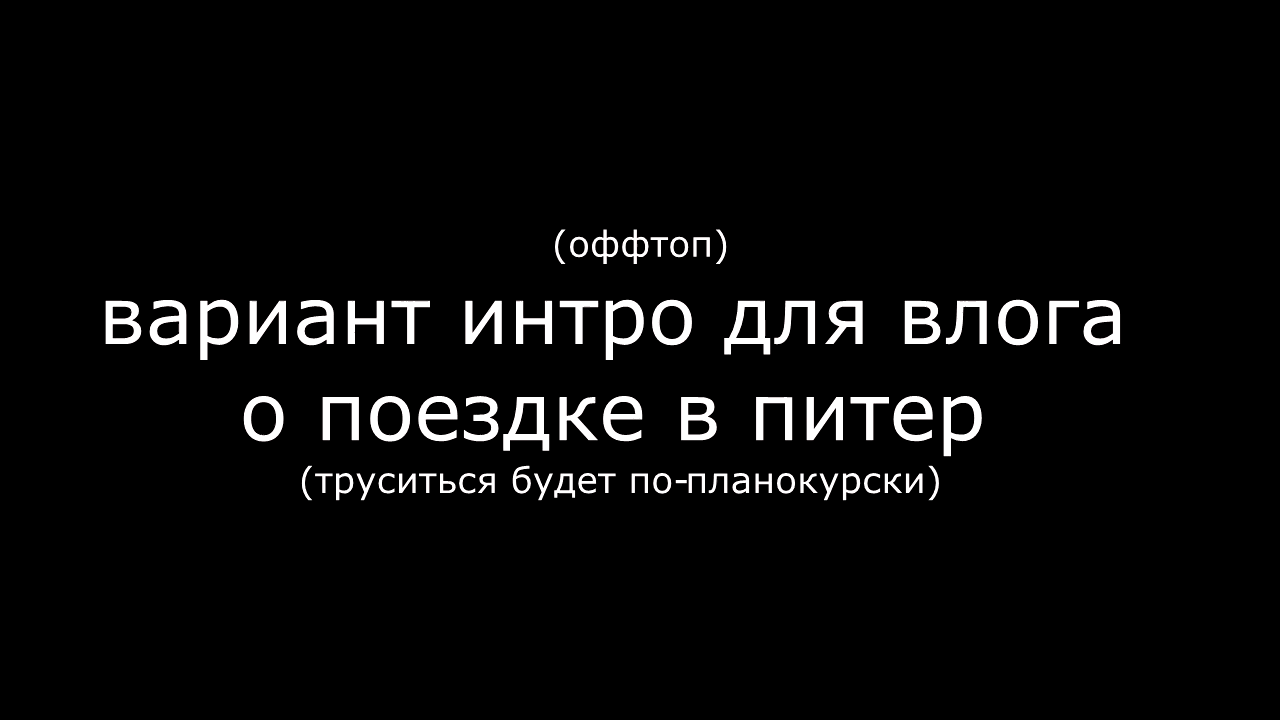 (оффтоп)
вариант интро для влога
о поездке в питер
(труситься будет по-планокурски)